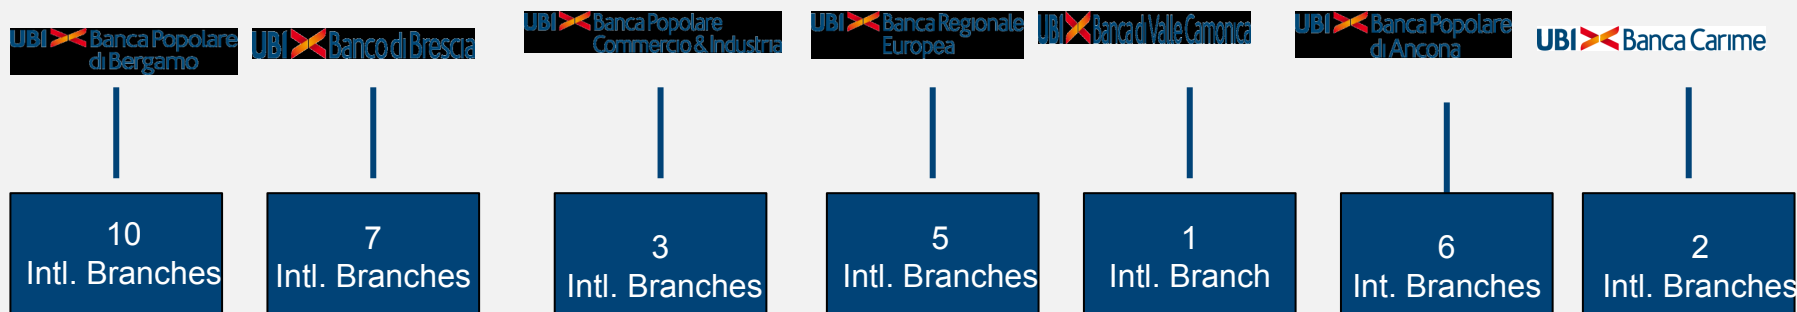 UBI Banca Popolare
di Bergamo
UBI Banco di Brescia
UBI Banca Popolare
Commercio & Industria
UBI Banca Regionale
Europea
UBI Banca di Valle Camonica
UBI Banca Popolare
di Ancona
UBI Banca Carime
10
Intl. Branches
7
Intl. Branches
3
Intl. Branches
5
Intl. Branches
1
Intl. Branch
6
Int. Branches
2
Intl. Branches